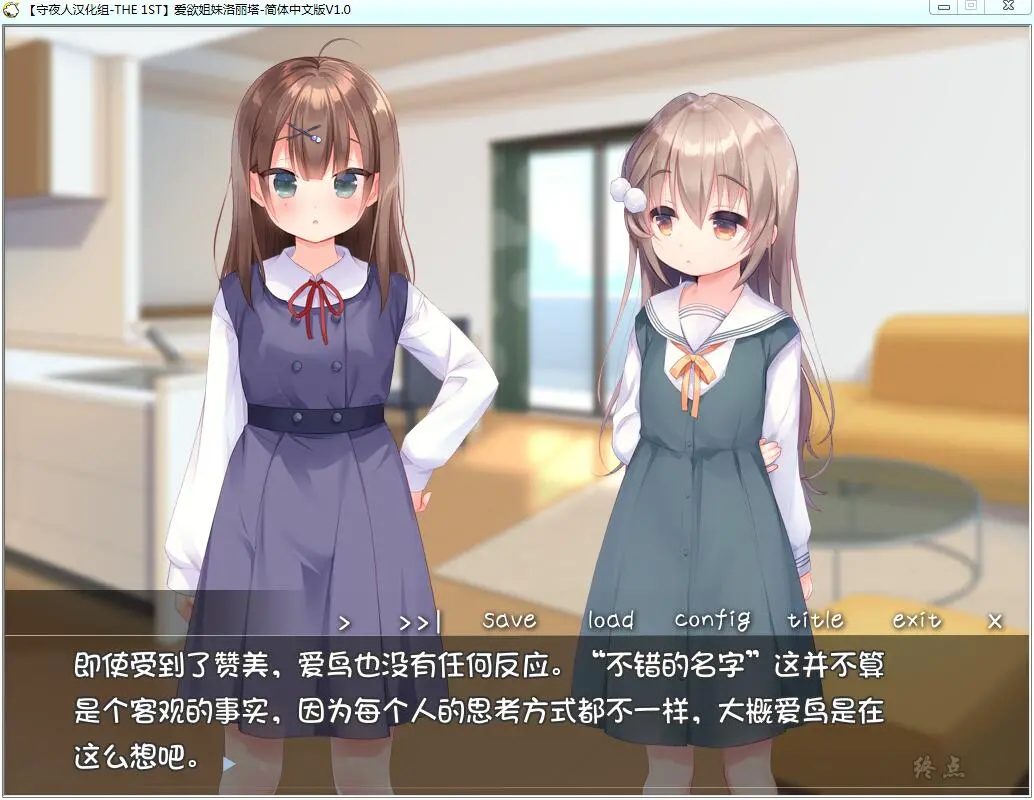 【守夜人汉化组-THE 1ST】爱欲姐妹洛丽塔-简体中文版V1.0
> >>| save load config title exit x
即使受到了赞美，爱鸟也没有任何反应。“不错的名字”这并不算
是个客观的事实，因为每个人的思考方式都不一样，大概爱鸟是在
这么想吧。
终点